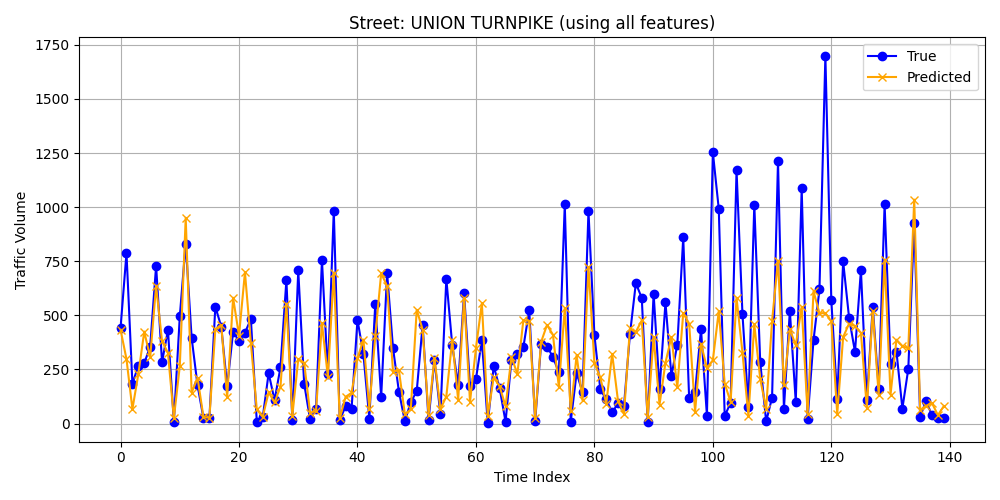 Street: UNION TURNPIKE (using all features)
True
Predicted
Traffic Volume
1750
1500
1250
1000
750
500
250
0
0 20 40 60 80 100 120 140
Time Index